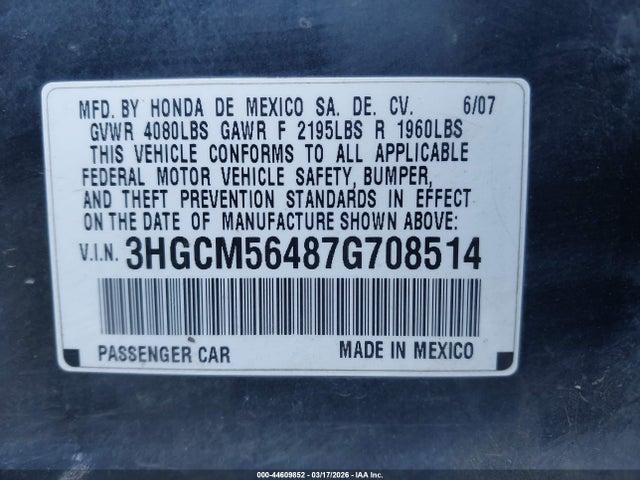 MFD. BY HONDA DE MEXICO SA. DE. CV. 6/07
GVWR 4080LBS GAWR F 2195LBS R 1960LBS
THIS VEHICLE CONFORMS TO ALL APPLICABLE
FEDERAL MOTOR VEHICLE SAFETY, BUMPER,
AND THEFT PREVENTION STANDARDS IN EFFECT
ON THE DATE OF MANUFACTURE SHOWN ABOVE:
V.I.N. 3HGCM56487G708514
PASSENGER CAR MADE IN MEXICO
000-44609852 | 03/17/2026 | IAA Inc.